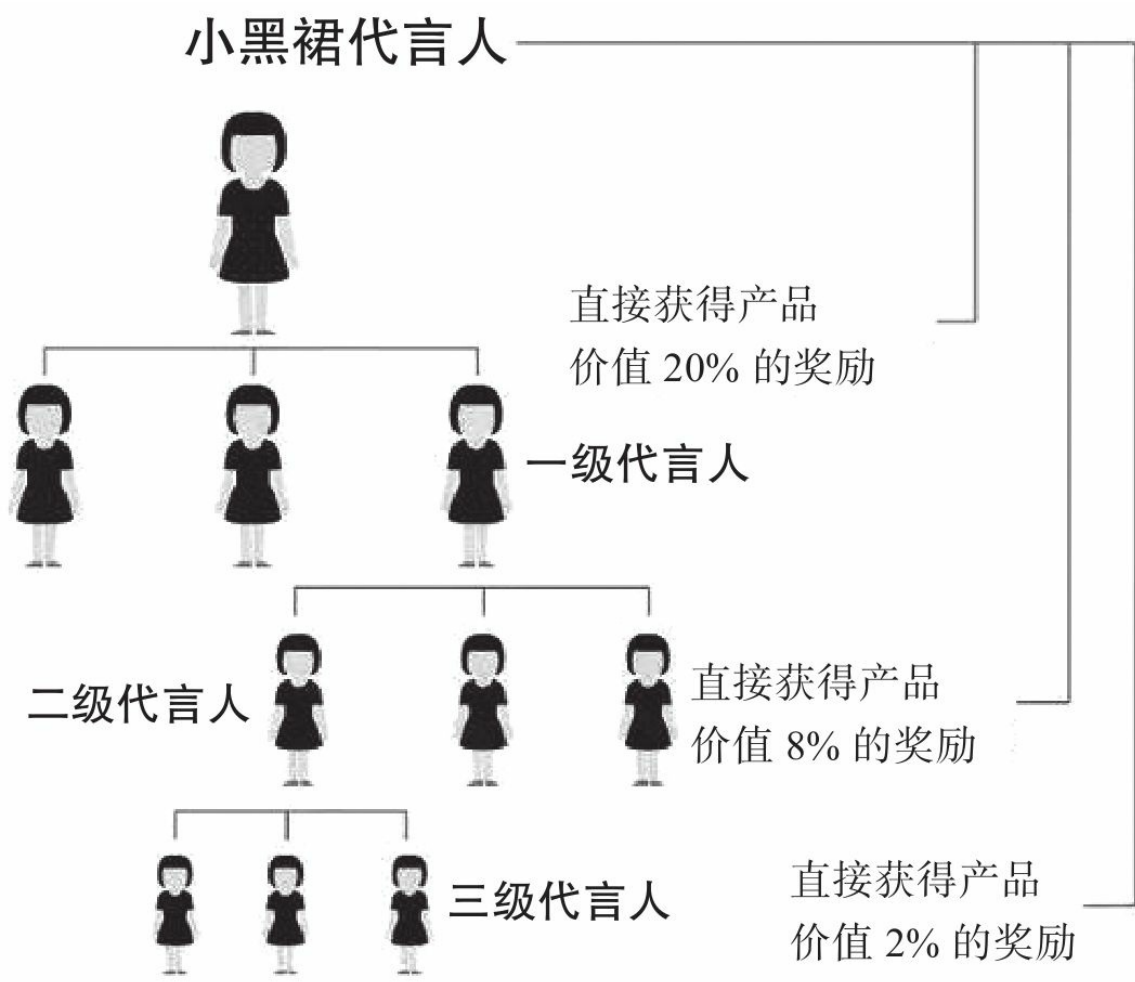 小黑裙代言人
直接获得产品
价值 20% 的奖励
一级代言人
二级代言人
直接获得产品
价值 8% 的奖励
三级代言人
直接获得产品
价值 2% 的奖励